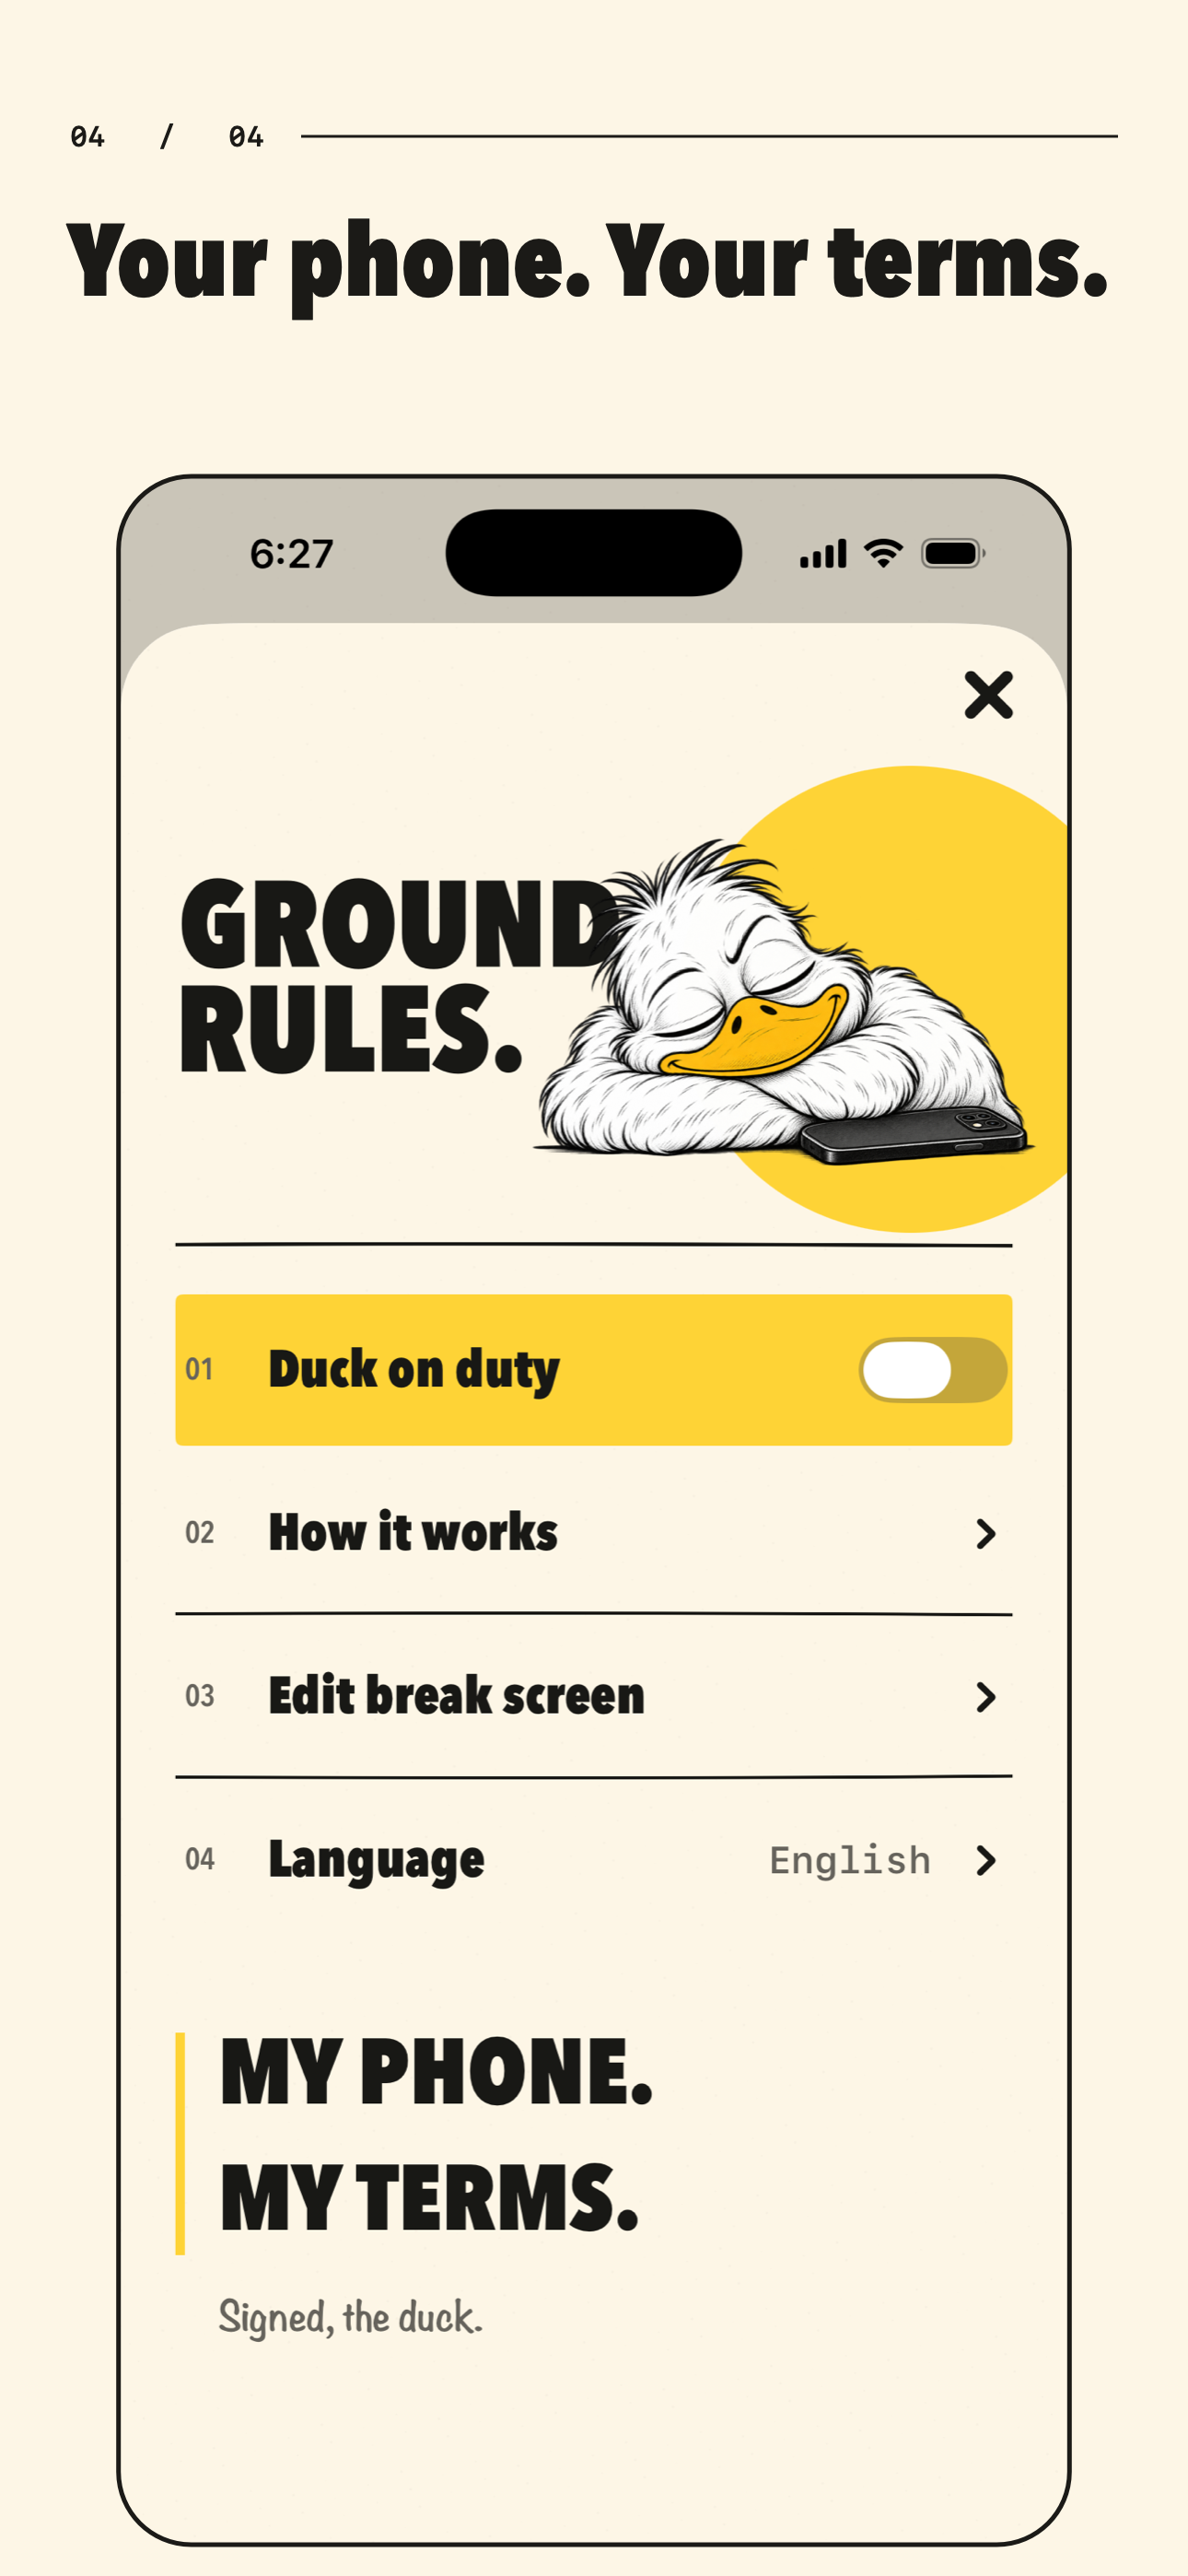 04 / 04
Your phone. Your terms.
6:27
GROUND
RULES.
01 Duck on duty
02 How it works
03 Edit break screen
04 Language English
MY PHONE.
MY TERMS.
Signed, the duck.